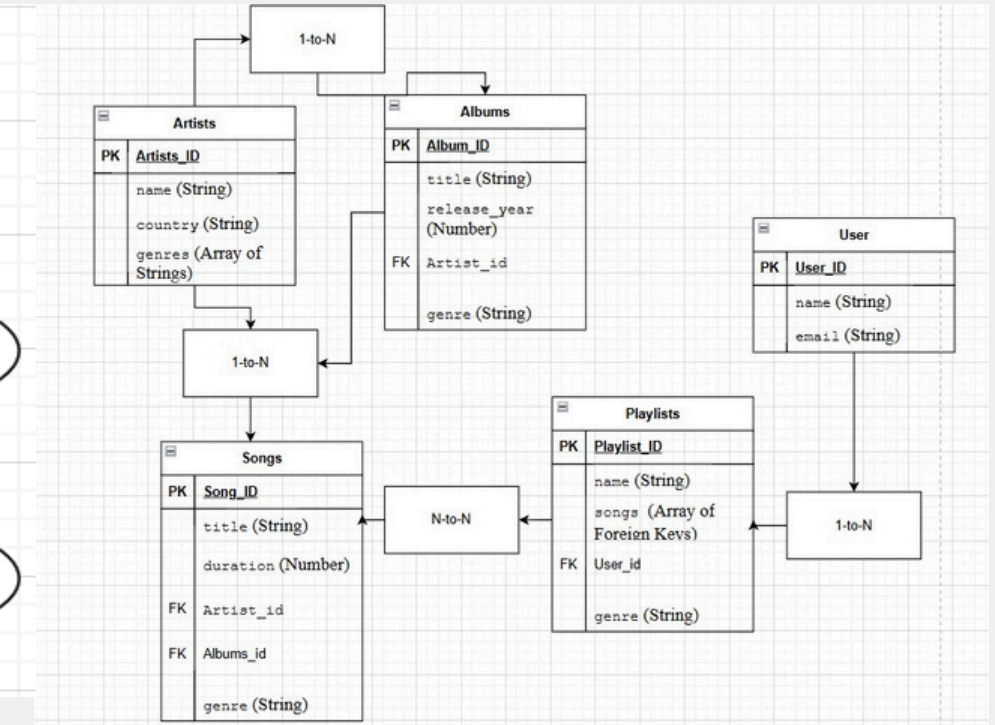 1-to-N
Artists
PK Artists_ID
name (String)
country (String)
genres (Array of
Strings)
Albums
PK Album_ID
title (String)
release_year
(Number)
FK Artist_id
genre (String)
1-to-N
User
PK User_ID
name (String)
email (String)
Songs
PK Song_ID
title (String)
duration (Number)
FK Artist_id
FK Albums_id
genre (String)
N-to-N
Playlists
PK Playlist_ID
name (String)
songs (Array of
Foreign Keys)
FK User_id
genre (String)
1-to-N